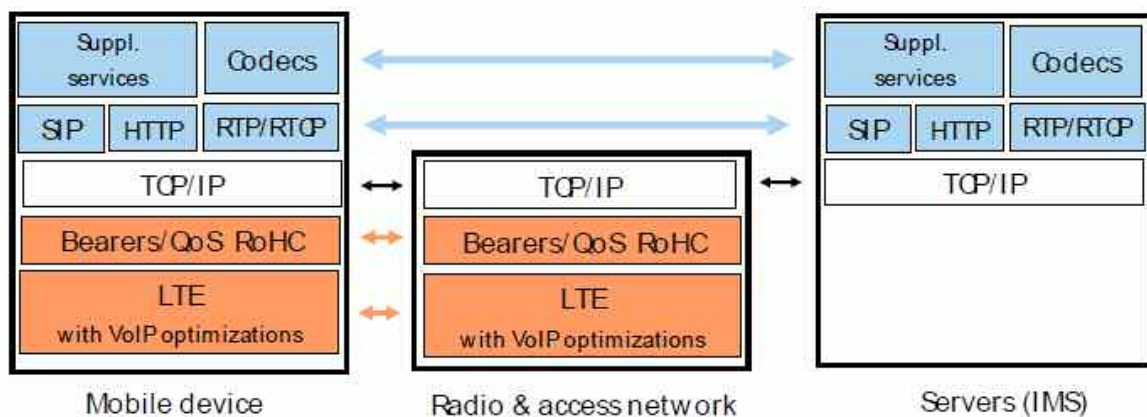 Suppl.
services
Codecs
SIP
HTTP
RTP/RTCP
TCP/IP
Bearers/QoS RoHC
LTE
with VoIP optimizations
Mobile device
TCP/IP
Bearers/QoS RoHC
LTE
with VoIP optimizations
Radio & access network
Suppl.
services
Codecs
SIP
HTTP
RTP/RTCP
TCP/IP
Servers (IMS)